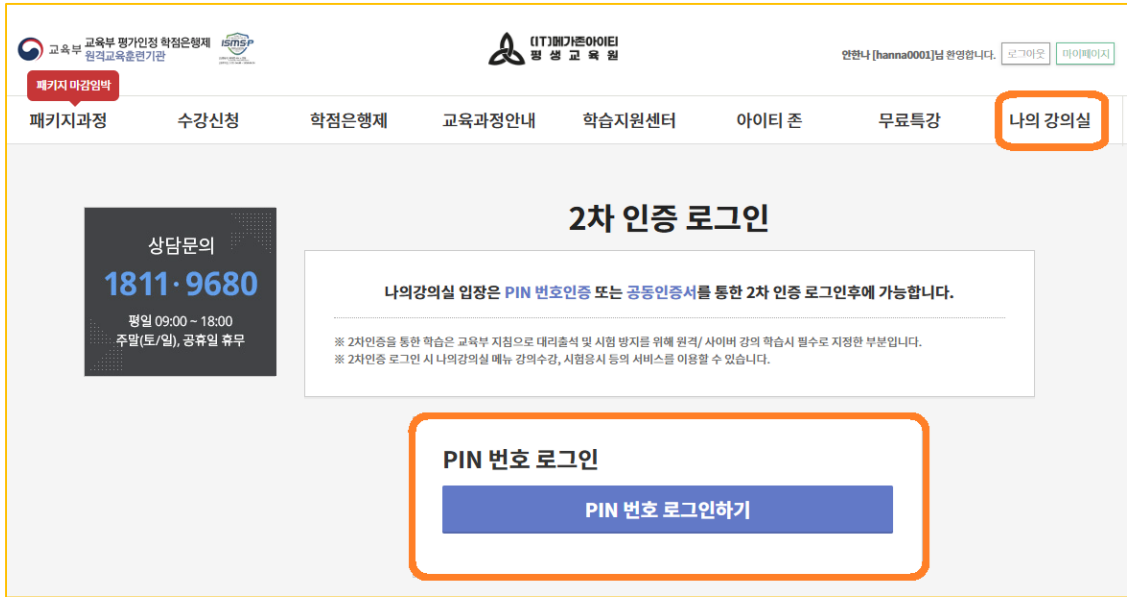 교육부 교육부 평가인정 학점은행제
원격교육훈련기관
ISMS-P
(IT)메가존아이티
평생교육원
안한나 [hanna0001]님 환영합니다. 로그아웃 마이페이지
패키지 마감임박
패키지과정 수강신청 학점은행제 교육과정안내 학습지원센터 아이티 존 무료특강 나의 강의실
상담문의
1811·9680
평일 09:00 ~ 18:00
주말(토/일), 공휴일 휴무
2차 인증 로그인
나의강의실 입장은 PIN 번호인증 또는 공동인증서를 통한 2차 인증 로그인후에 가능합니다.
※ 2차인증을 통한 학습은 교육부 지침으로 대리출석 및 시험 방지를 위해 원격/ 사이버 강의 학습시 필수로 지정한 부분입니다.
※ 2차인증 로그인 시 나의강의실 메뉴 강의수강, 시험응시 등의 서비스를 이용할 수 있습니다.
PIN 번호 로그인
PIN 번호 로그인하기